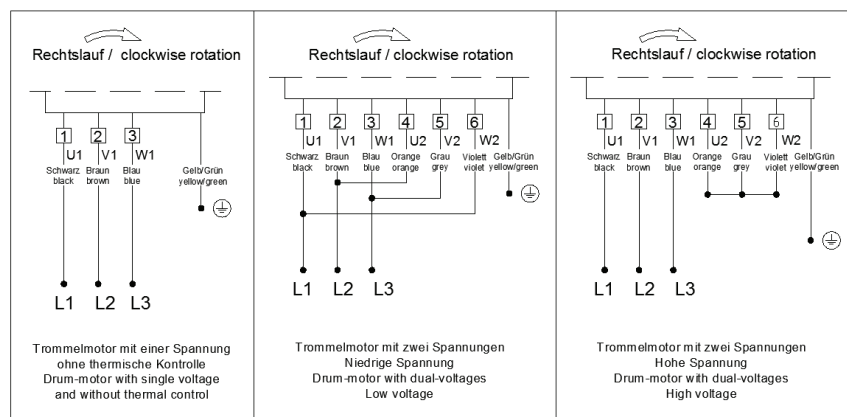 Rechtslauf / clockwise rotation
1 2 3
U1 V1 W1
Schwarz Braun Blau Gelb/Grün
black brown blue yellow/green
L1 L2 L3
Trommelmotor mit einer Spannung
ohne thermische Kontrolle
Drum-motor with single voltage
and without thermal control
Rechtslauf / clockwise rotation
1 2 3 4 5 6
U1 V1 W1 U2 V2 W2
Schwarz Braun Blau Orange Grau Violett Gelb/Grün
black brown blue orange grey violet yellow/green
L1 L2 L3
Trommelmotor mit zwei Spannungen
Niedrige Spannung
Drum-motor with dual-voltages
Low voltage
Rechtslauf / clockwise rotation
1 2 3 4 5 6
U1 V1 W1 U2 V2 W2
Schwarz Braun Blau Orange Grau Violett Gelb/Grün
black brown blue orange grey violet yellow/green
L1 L2 L3
Trommelmotor mit zwei Spannungen
Hohe Spannung
Drum-motor with dual-voltages
High voltage